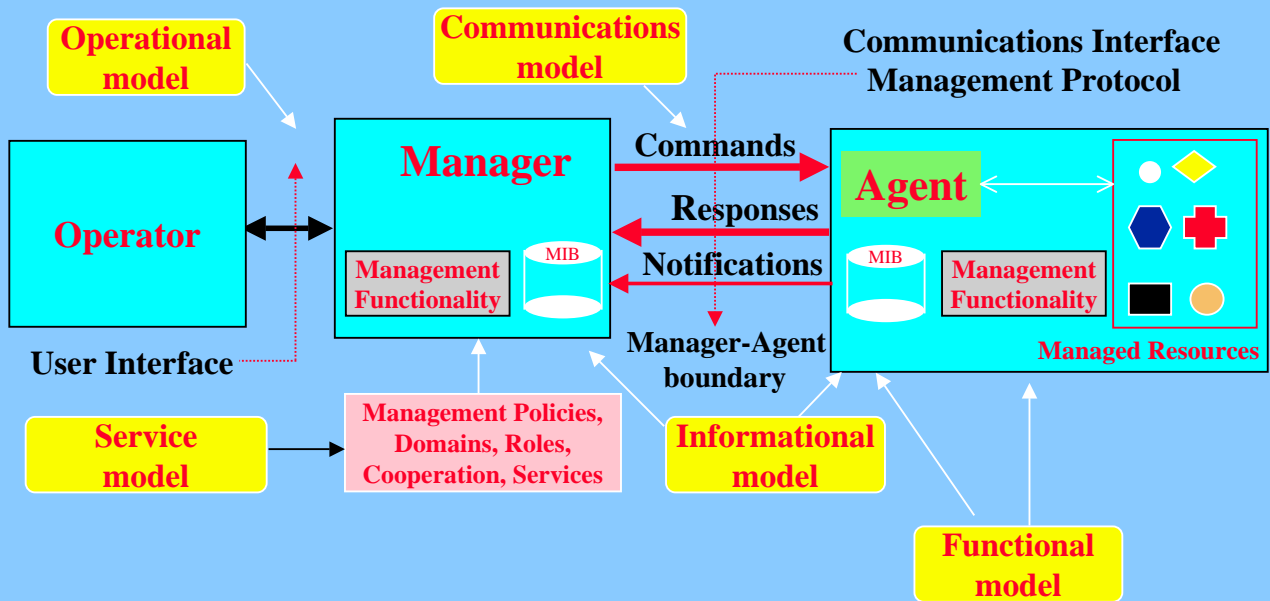 Operational
model
Communications
model
Communications Interface
Management Protocol
Operator
Manager
Management
Functionality
MIB
Commands
Responses
Notifications
Agent
MIB
Management
Functionality
Managed Resources
User Interface
Manager-Agent
boundary
Service
model
Management Policies,
Domains, Roles,
Cooperation, Services
Informational
model
Functional
model